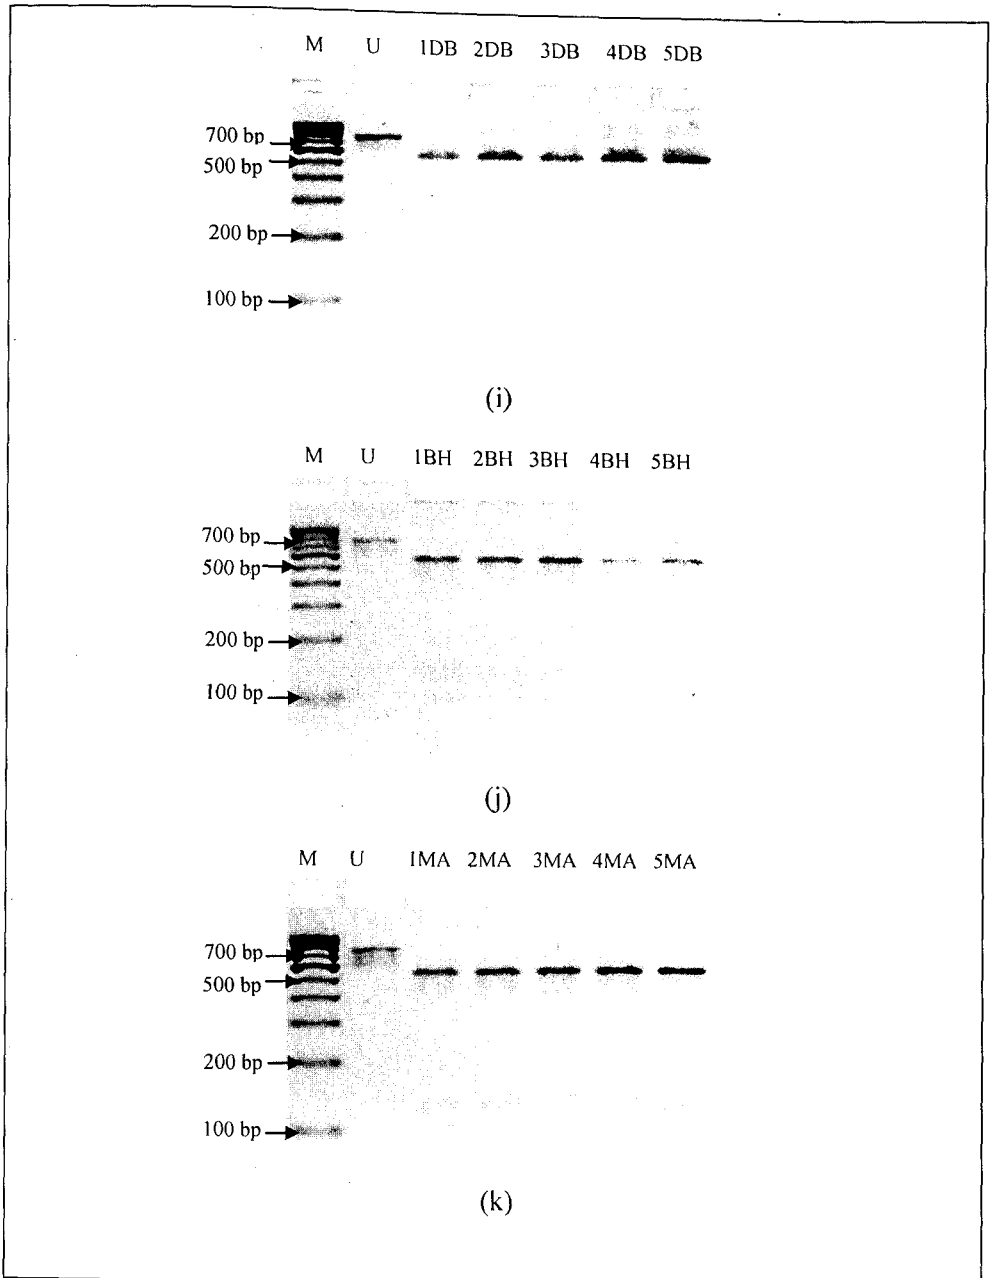 M U 1DB 2DB 3DB 4DB 5DB
700 bp
500 bp
200 bp
100 bp
(i)
M U 1BH 2BH 3BH 4BH 5BH
700 bp
500 bp
200 bp
100 bp
(j)
M U 1MA 2MA 3MA 4MA 5MA
700 bp
500 bp
200 bp
100 bp
(k)